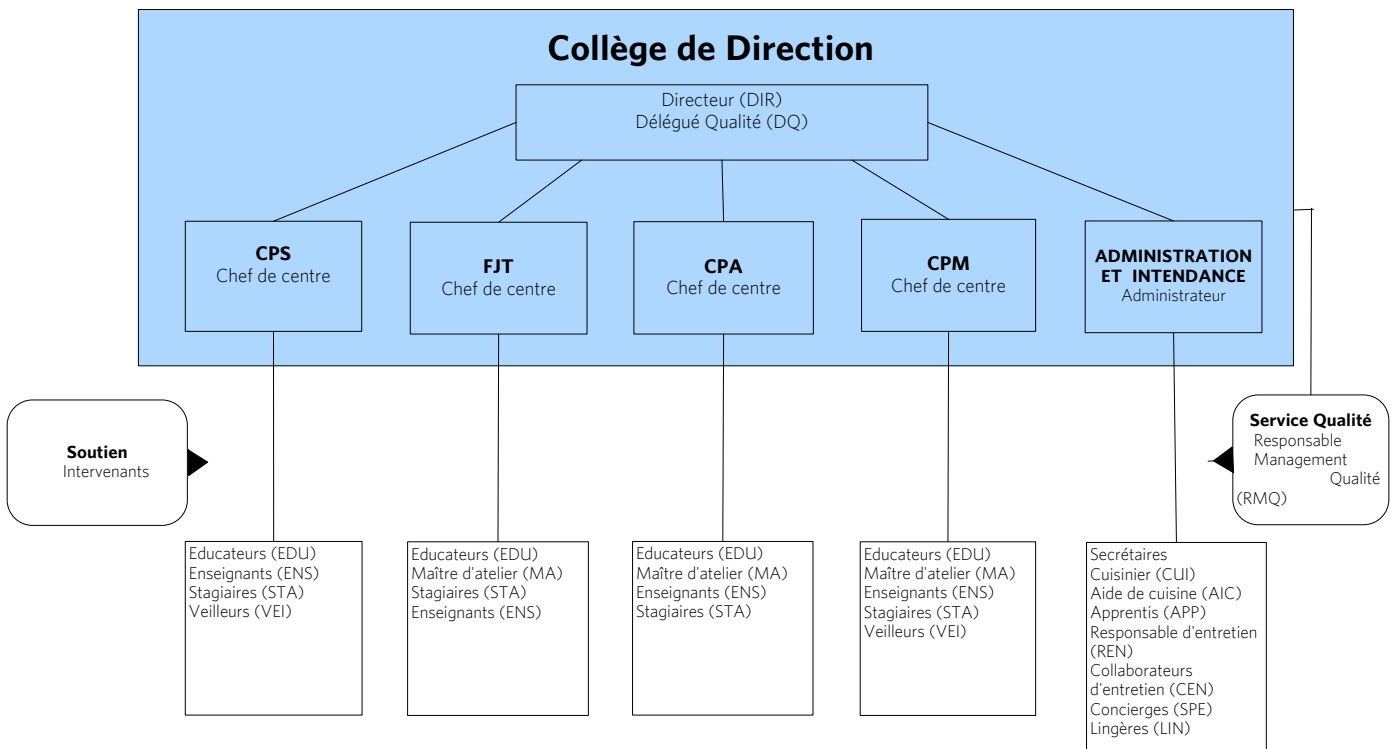 Collège de Direction
Directeur (DIR)
Délégué Qualité (DQ)
CPS
Chef de centre
FJT
Chef de centre
CPA
Chef de centre
CPM
Chef de centre
ADMINISTRATION
ET INTENDANCE
Administrateur
Soutien
Intervenants
Service Qualité
Responsable
Management
Qualité
(RMQ)
Educateurs (EDU)
Enseignants (ENS)
Stagiaires (STA)
Veilleurs (VEI)
Educateurs (EDU)
Maître d'atelier (MA)
Stagiaires (STA)
Enseignants (ENS)
Educateurs (EDU)
Maître d'atelier (MA)
Enseignants (ENS)
Stagiaires (STA)
Educateurs (EDU)
Maître d'atelier (MA)
Enseignants (ENS)
Stagiaires (STA)
Veilleurs (VEI)
Secrétaires
Cuisinier (CUI)
Aide de cuisine (AIC)
Apprentis (APP)
Responsable d'entretien
(REN)
Collaborateurs
d'entretien (CEN)
Concierges (SPE)
Lingères (LIN)